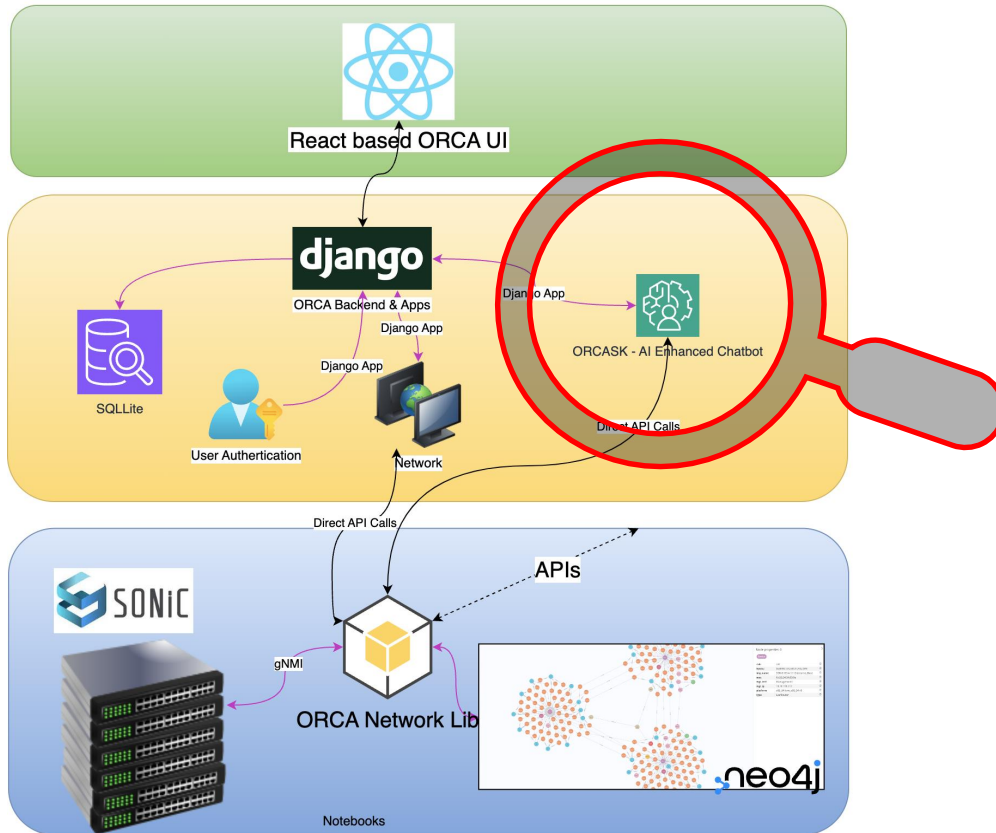 React based ORCA UI
django
ORCA Backend & Apps
Django App
Django App
Django App
ORCASK - AI Enhanced Chatbot
SQLLite
User Authertication
Network
Direct API Calls
Direct API Calls
APIs
SONiC
gNMI
ORCA Network Lib
neo4j
Notebooks